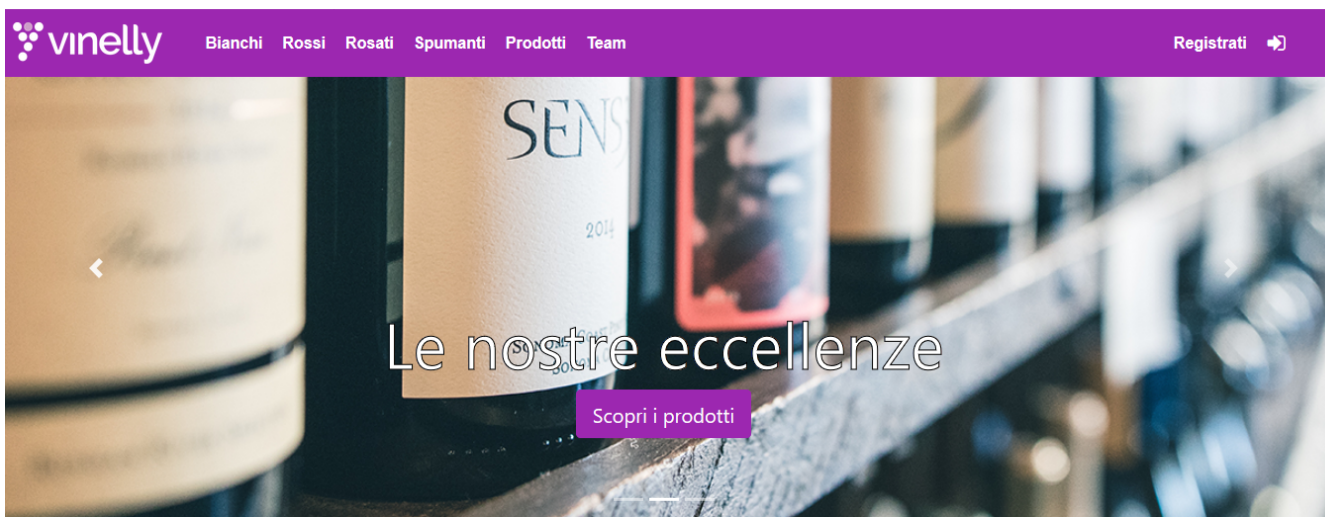 vinelly
Bianchi Rossi Rosati Spumanti Prodotti Team
Registrati
SENS
2014
Le nostre eccellenze
Scopri i prodotti